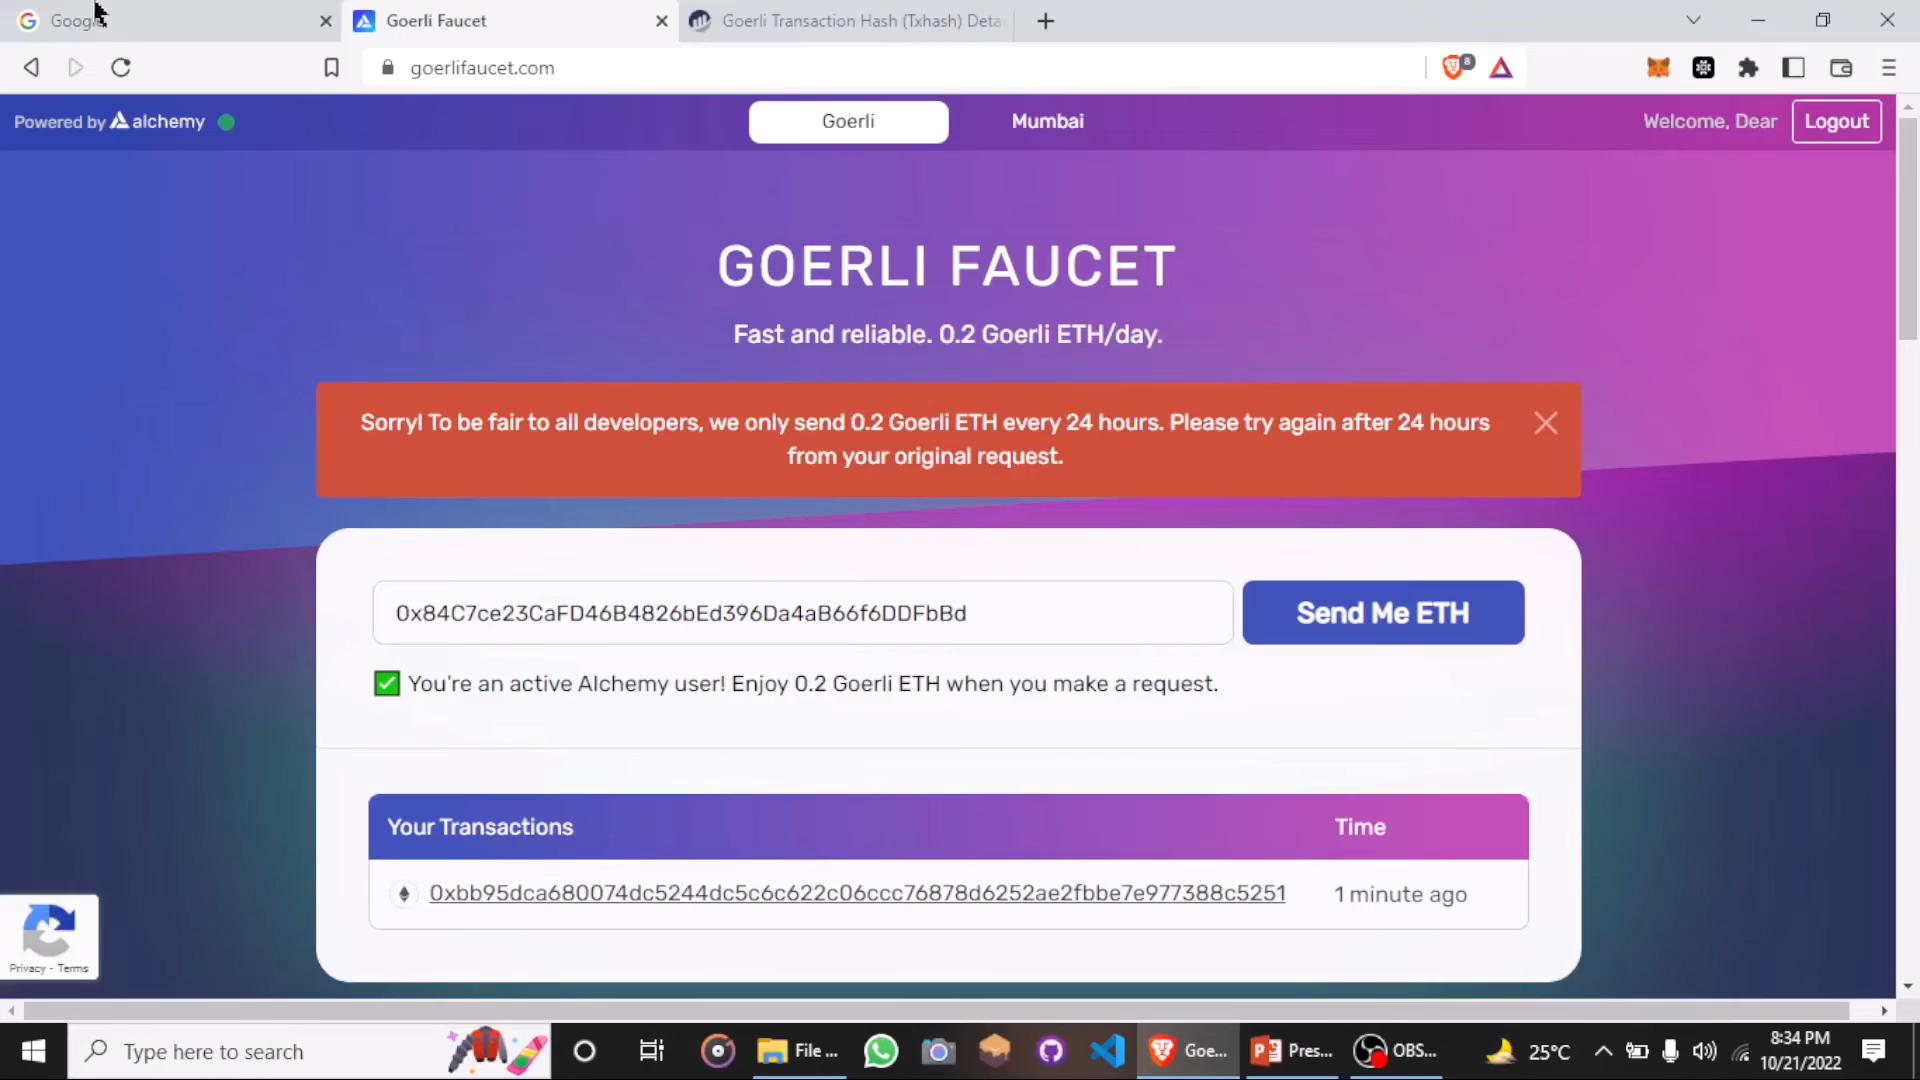 Google
Goerli Faucet
Goerli Transaction Hash (Txhash) Deta
goerlifaucet.com
8
Powered by alchemy
Goerli
Mumbai
Welcome, Dear
Logout
GOERLI FAUCET
Fast and reliable. 0.2 Goerli ETH/day.
Sorry! To be fair to all developers, we only send 0.2 Goerli ETH every 24 hours. Please try again after 24 hours
from your original request.
0x84C7ce23CaFD46B4826bEd396Da4aB66f6DDFbBd
Send Me ETH
You're an active Alchemy user! Enjoy 0.2 Goerli ETH when you make a request.
Your Transactions
Time
0xbb95dca680074dc5244dc5c6c622c06ccc76878d6252ae2fbbe7e977388c5251
1 minute ago
Privacy - Terms
Type here to search
File ...
Goe...
Pres...
OBS...
25°C
8:34 PM
10/21/2022